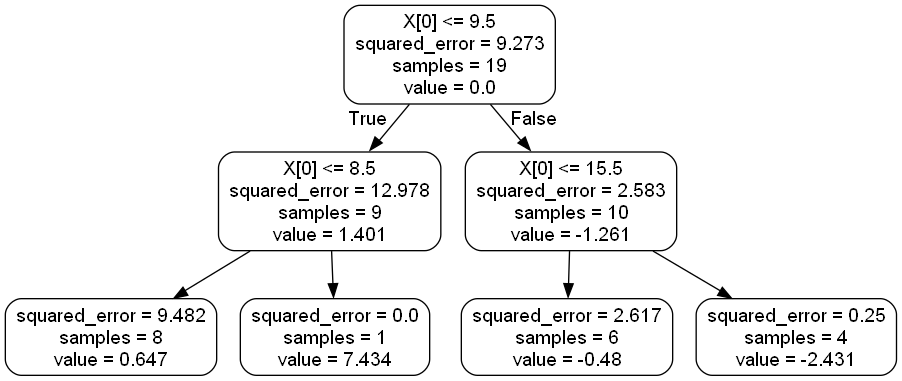 X[0] <= 9.5
squared_error = 9.273
samples = 19
value = 0.0
True
False
X[0] <= 8.5
squared_error = 12.978
samples = 9
value = 1.401
X[0] <= 15.5
squared_error = 2.583
samples = 10
value = -1.261
squared_error = 9.482
samples = 8
value = 0.647
squared_error = 0.0
samples = 1
value = 7.434
squared_error = 2.617
samples = 6
value = -0.48
squared_error = 0.25
samples = 4
value = -2.431